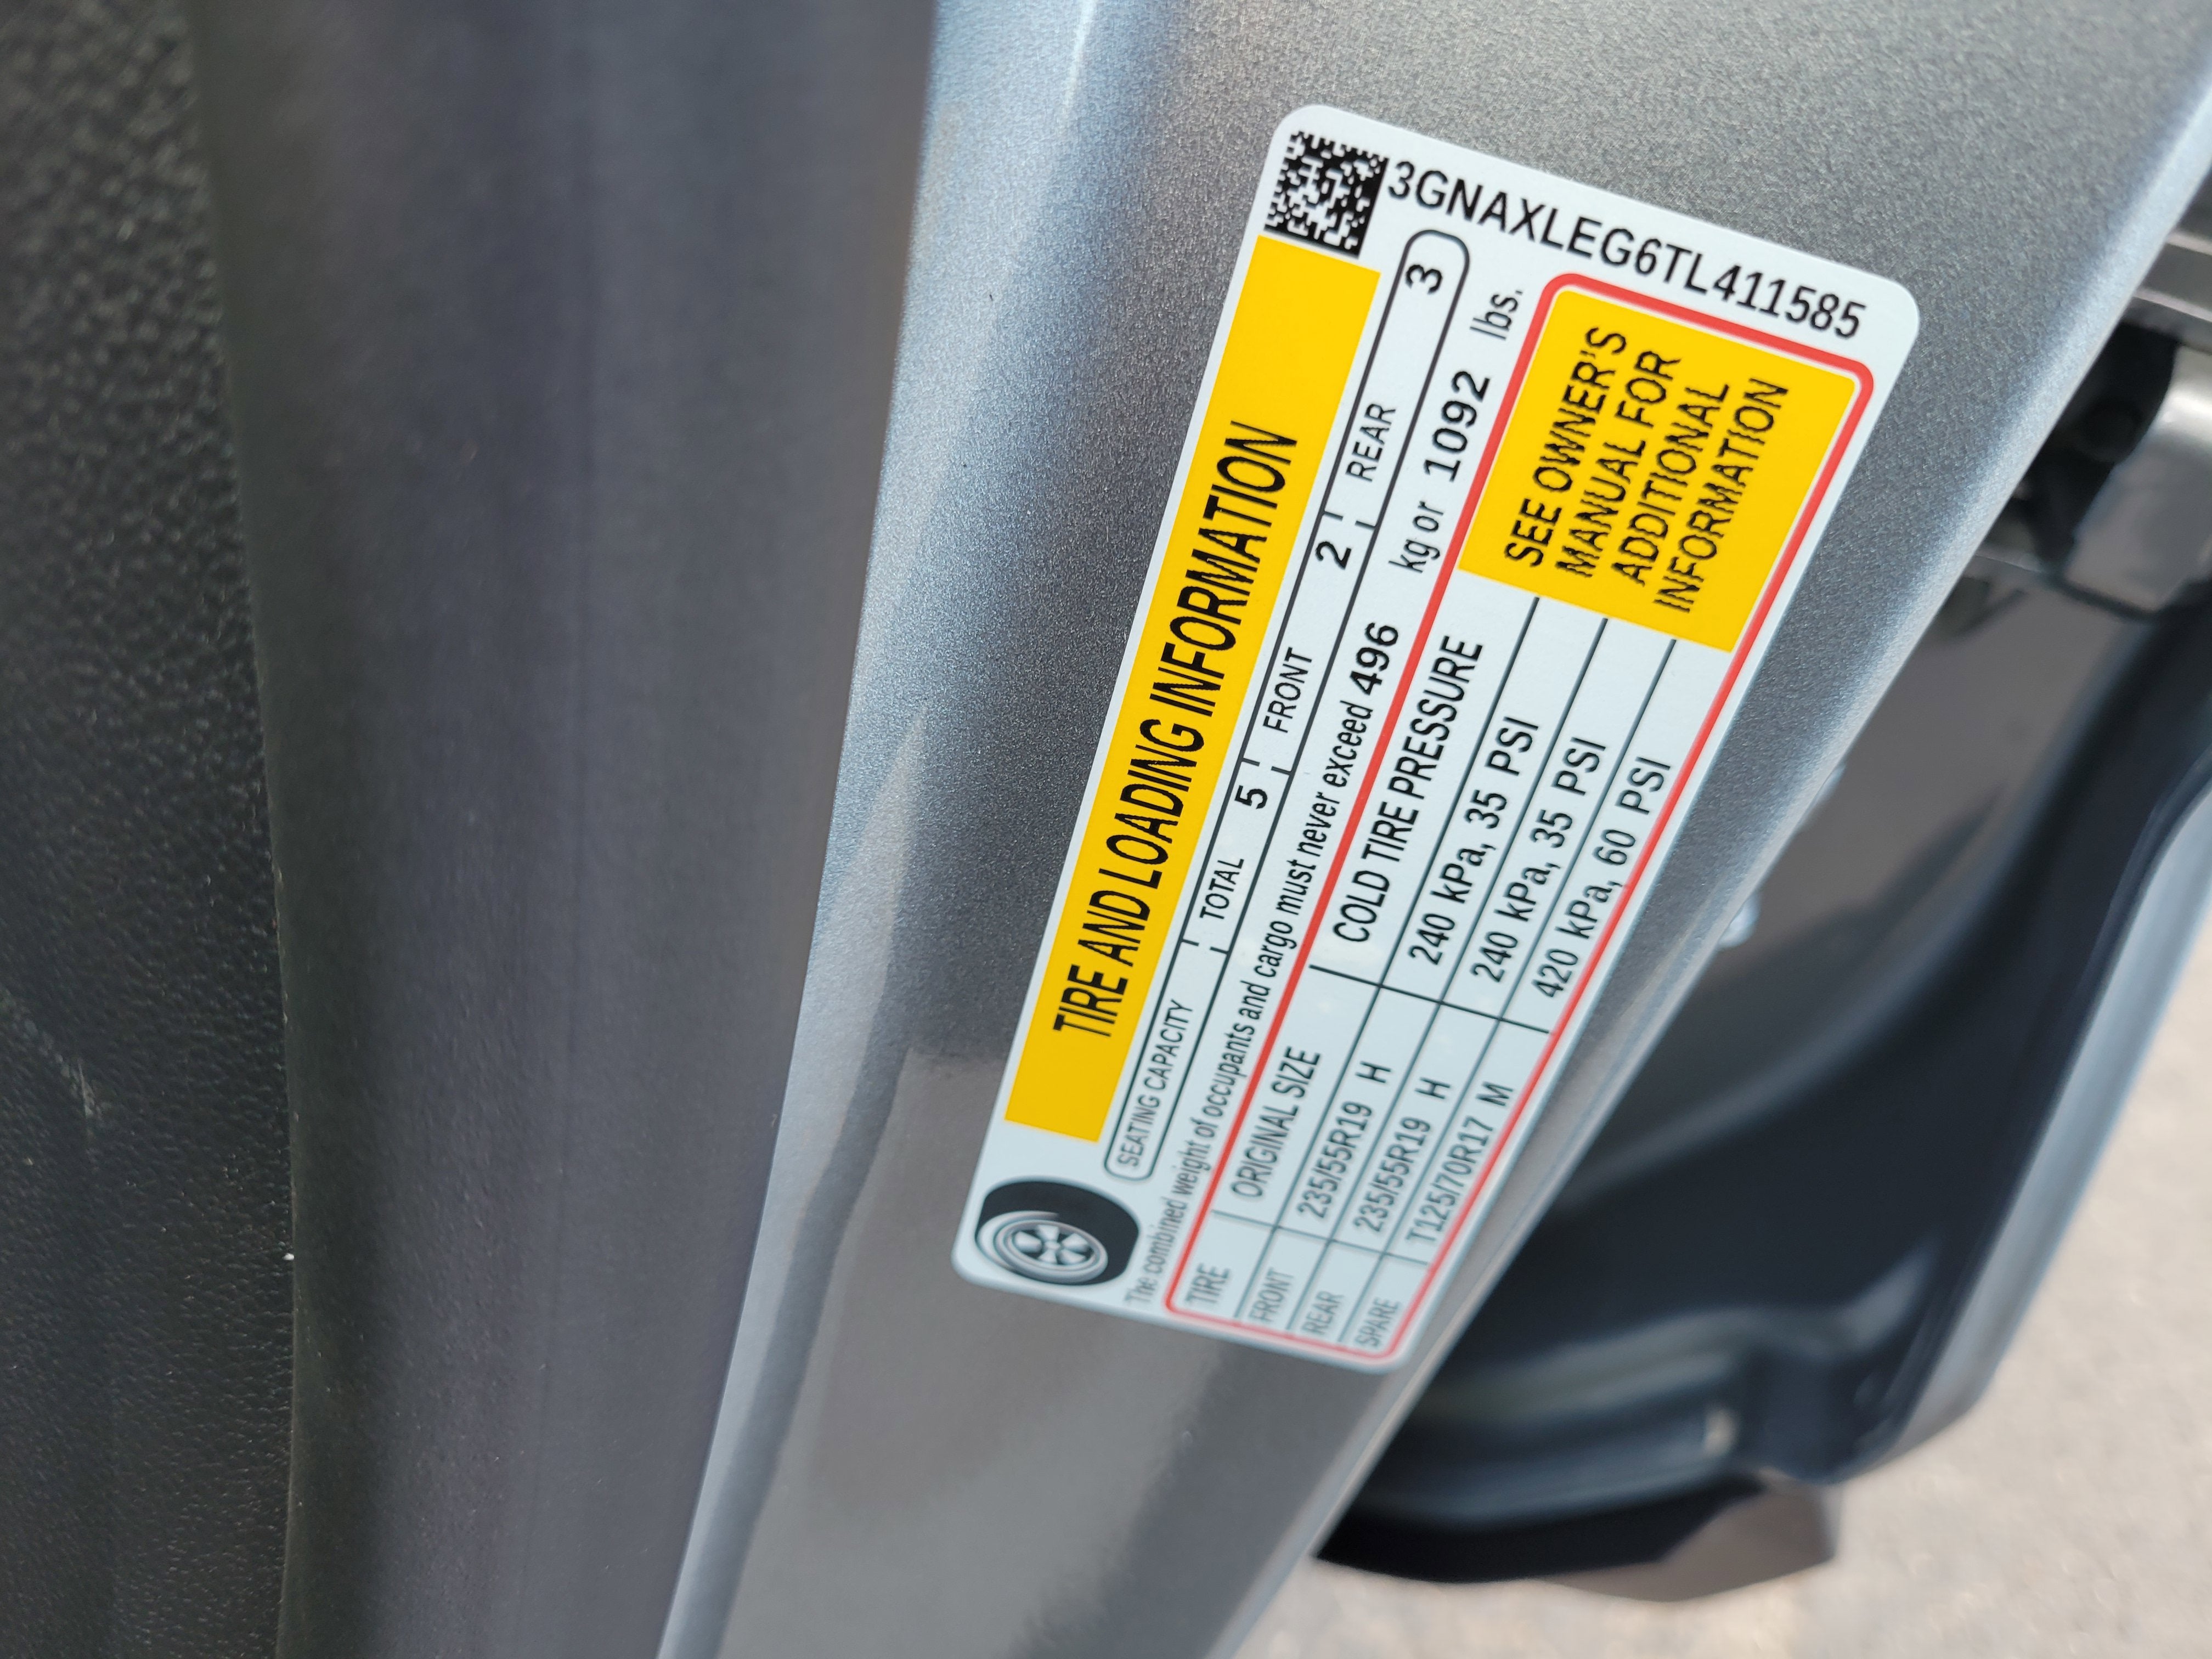 3GNAXLEG6TL411585
TIRE AND LOADING INFORMATION
SEATING CAPACITY TOTAL 5 FRONT 2 REAR 3
The combined weight of occupants and cargo must never exceed 496 kg or 1092 lbs.
TIRE ORIGINAL SIZE COLD TIRE PRESSURE
FRONT 235/55R19 H 240 kPa, 35 PSI
REAR 235/55R19 H 240 kPa, 35 PSI
SPARE T125/70R17 M 420 kPa, 60 PSI
SEE OWNER'S
MANUAL FOR
ADDITIONAL
INFORMATION